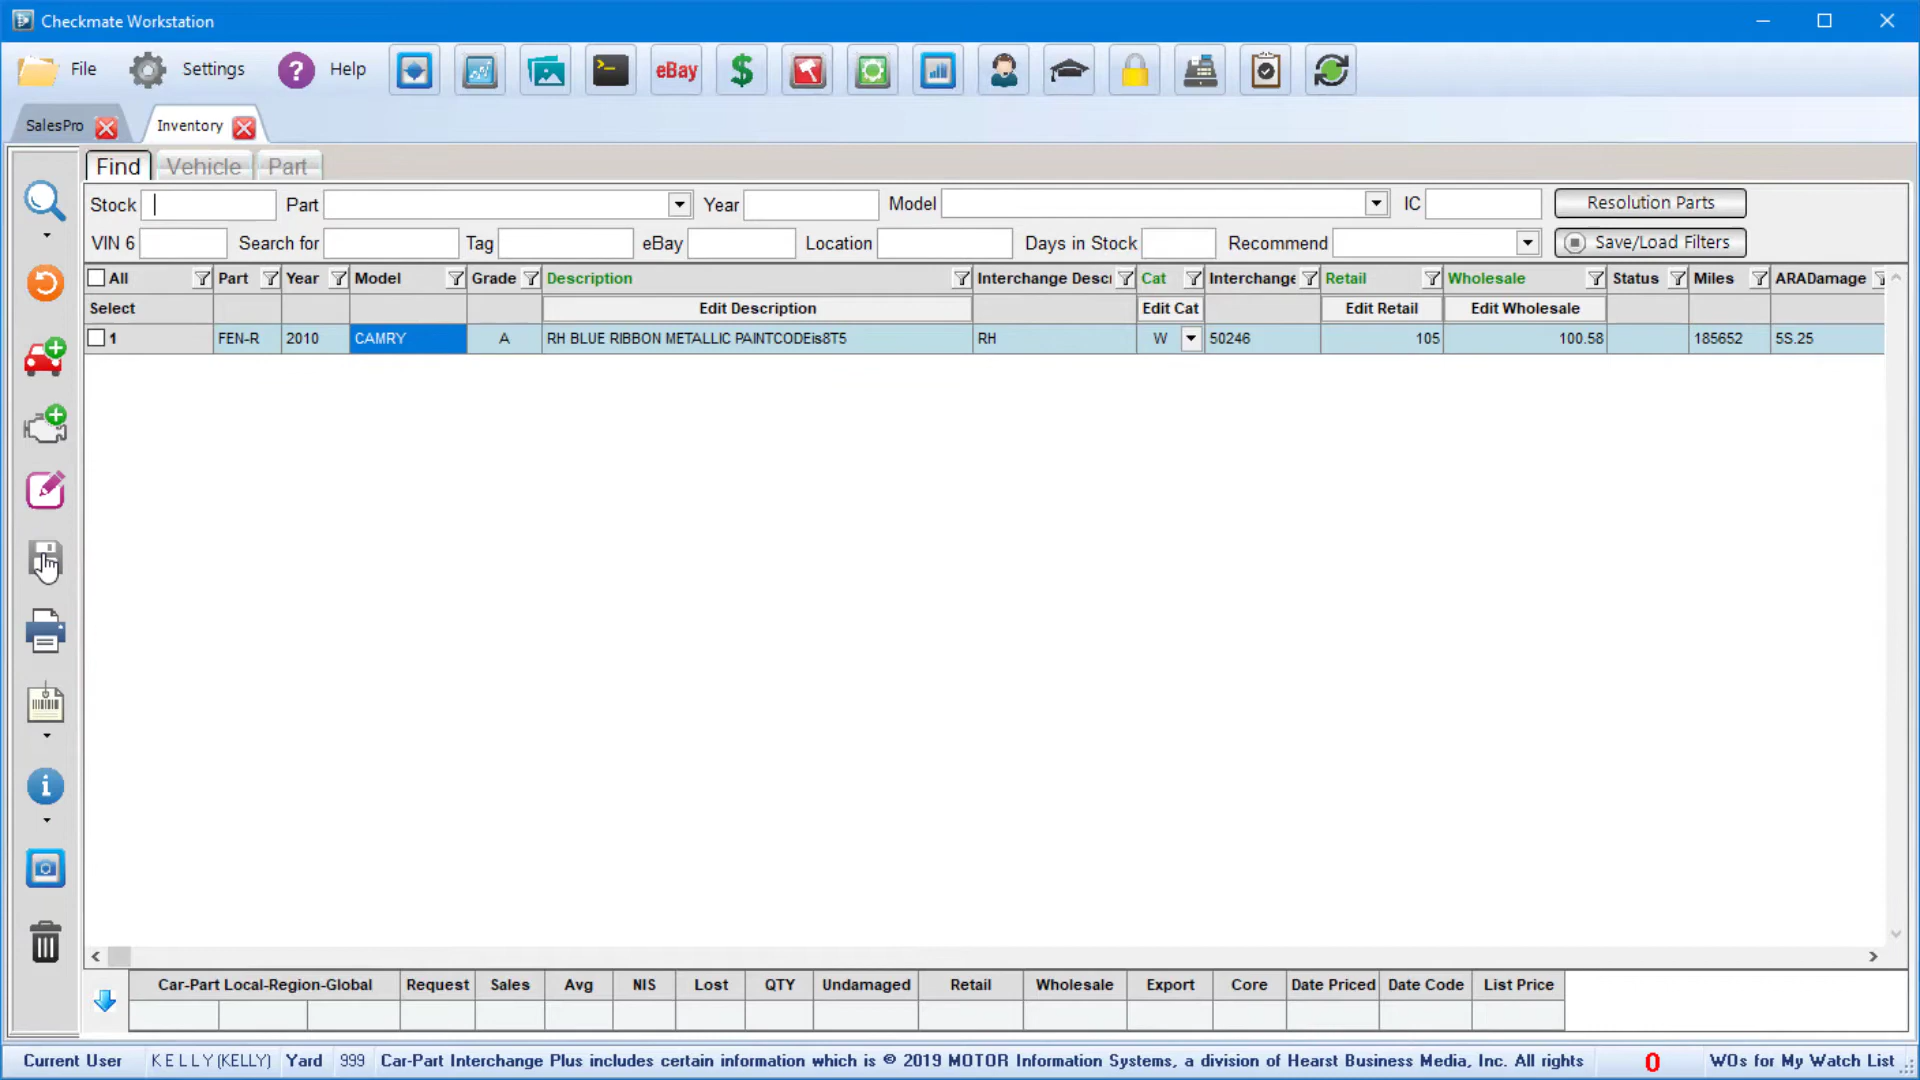 Checkmate Workstation
File Settings Help eBay
SalesPro Inventory
Find Vehicle Part
Stock Part Year Model IC Resolution Parts
VIN 6 Search for Tag eBay Location Days in Stock Recommend Save/Load Filters
All Part Year Model Grade Description Interchange Descr Cat Interchange Retail Wholesale Status Miles ARADamage
Select Edit Description Edit Cat Edit Retail Edit Wholesale
1 FEN-R 2010 CAMRY A RH BLUE RIBBON METALLIC PAINTCODEis8T5 RH W 50246 105 100.58 185652 5S.25
Car-Part Local-Region-Global Request Sales Avg NIS Lost QTY Undamaged Retail Wholesale Export Core Date Priced Date Code List Price
Current User K E L L Y (KELLY) Yard 999 Car-Part Interchange Plus includes certain information which is © 2019 MOTOR Information Systems, a division of Hearst Business Media, Inc. All rights 0 WOs for My Watch List